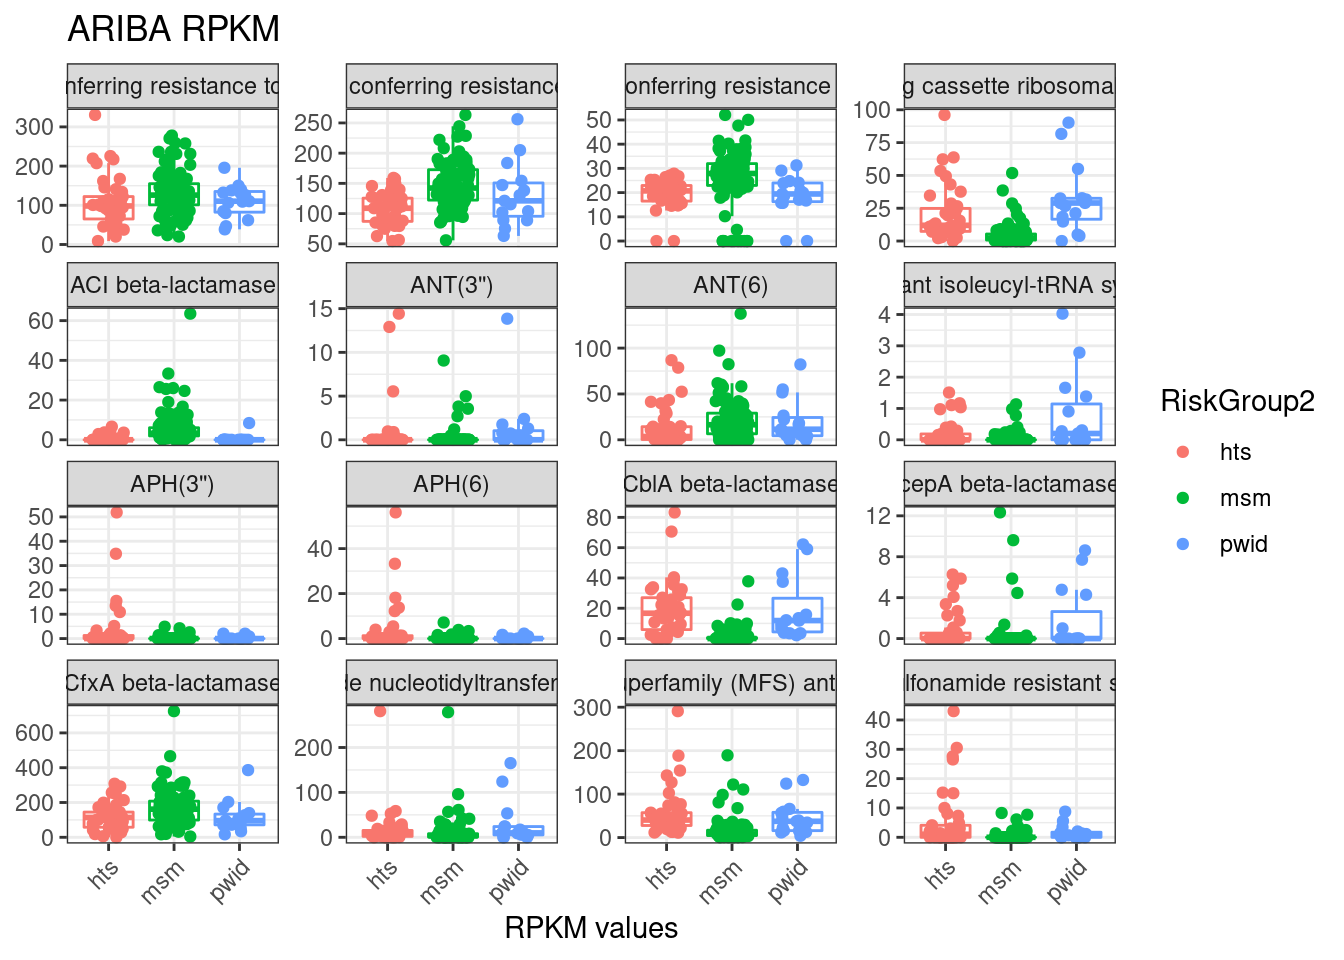 ARIBA RPKM
nferring resistance to
conferring resistance
onferring resistance
g cassette ribosoma
300
200
100
0
250
200
150
100
50
50
40
30
20
10
0
100
75
50
25
0
ACI beta-lactamase
ANT(3")
ANT(6)
ant isoleucyl-tRNA sy
60
40
20
0
15
10
5
0
100
50
0
4
3
2
1
0
APH(3")
APH(6)
CblA beta-lactamase
cepA beta-lactamase
50
40
30
20
10
0
40
20
0
80
60
40
20
0
12
8
4
0
CfxA beta-lactamase
de nucleotidyltransfer
uperfamily (MFS) ant
lfonamide resistant s
600
400
200
0
200
100
0
300
200
100
0
40
30
20
10
0
hts
msm
pwid
hts
msm
pwid
hts
msm
pwid
hts
msm
pwid
RPKM values
RiskGroup2
hts
msm
pwid